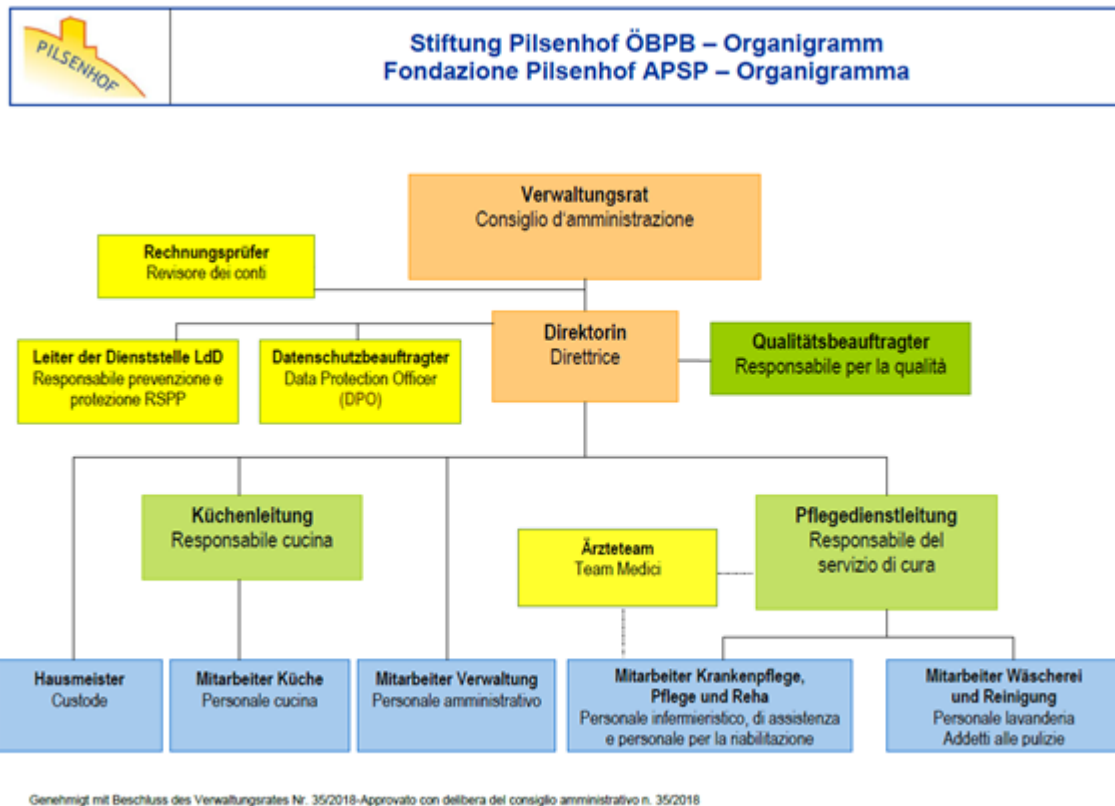 PILSENHOF
Stiftung Pilsenhof ÖBPB – Organigramm
Fondazione Pilsenhof APSP – Organigramma
Verwaltungsrat
Consiglio d'amministrazione
Rechnungsprüfer
Revisore dei conti
Direktorin
Direttrice
Leiter der Dienststelle LdD
Responsabile prevenzione e
protezione RSPP
Datenschutzbeauftragter
Data Protection Officer
(DPO)
Qualitätsbeauftragter
Responsabile per la qualità
Küchenleitung
Responsabile cucina
Ärzteteam
Team Medici
Pflegedienstleitung
Responsabile del
servizio di cura
Hausmeister
Custode
Mitarbeiter Küche
Personale cucina
Mitarbeiter Verwaltung
Personale amministrativo
Mitarbeiter Krankenpflege,
Pflege und Reha
Personale infermieristico, di assistenza
e personale per la riabilitazione
Mitarbeiter Wäscherei
und Reinigung
Personale lavanderia
Addetti alle pulizie
Genehmigt mit Beschluss des Verwaltungsrates Nr. 35/2018-Approvato con delibera del consiglio amministrativo n. 35/2018